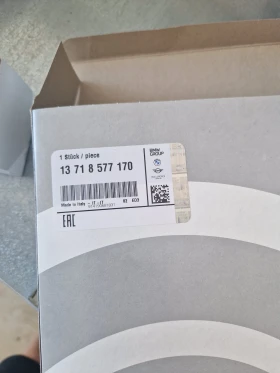 1 Stück / piece
BMW
GROUP
13 71 8 577 170
Made in Italy
EAC